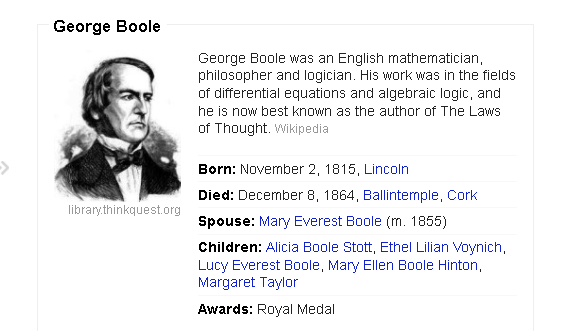 George Boole
George Boole was an English mathematician,
philosopher and logician. His work was in the fields
of differential equations and algebraic logic, and
he is now best known as the author of The Laws
of Thought. Wikipedia
library.thinkquest.org
Born: November 2, 1815, Lincoln
Died: December 8, 1864, Ballintemple, Cork
Spouse: Mary Everest Boole (m. 1855)
Children: Alicia Boole Stott, Ethel Lilian Voynich,
Lucy Everest Boole, Mary Ellen Boole Hinton,
Margaret Taylor
Awards: Royal Medal